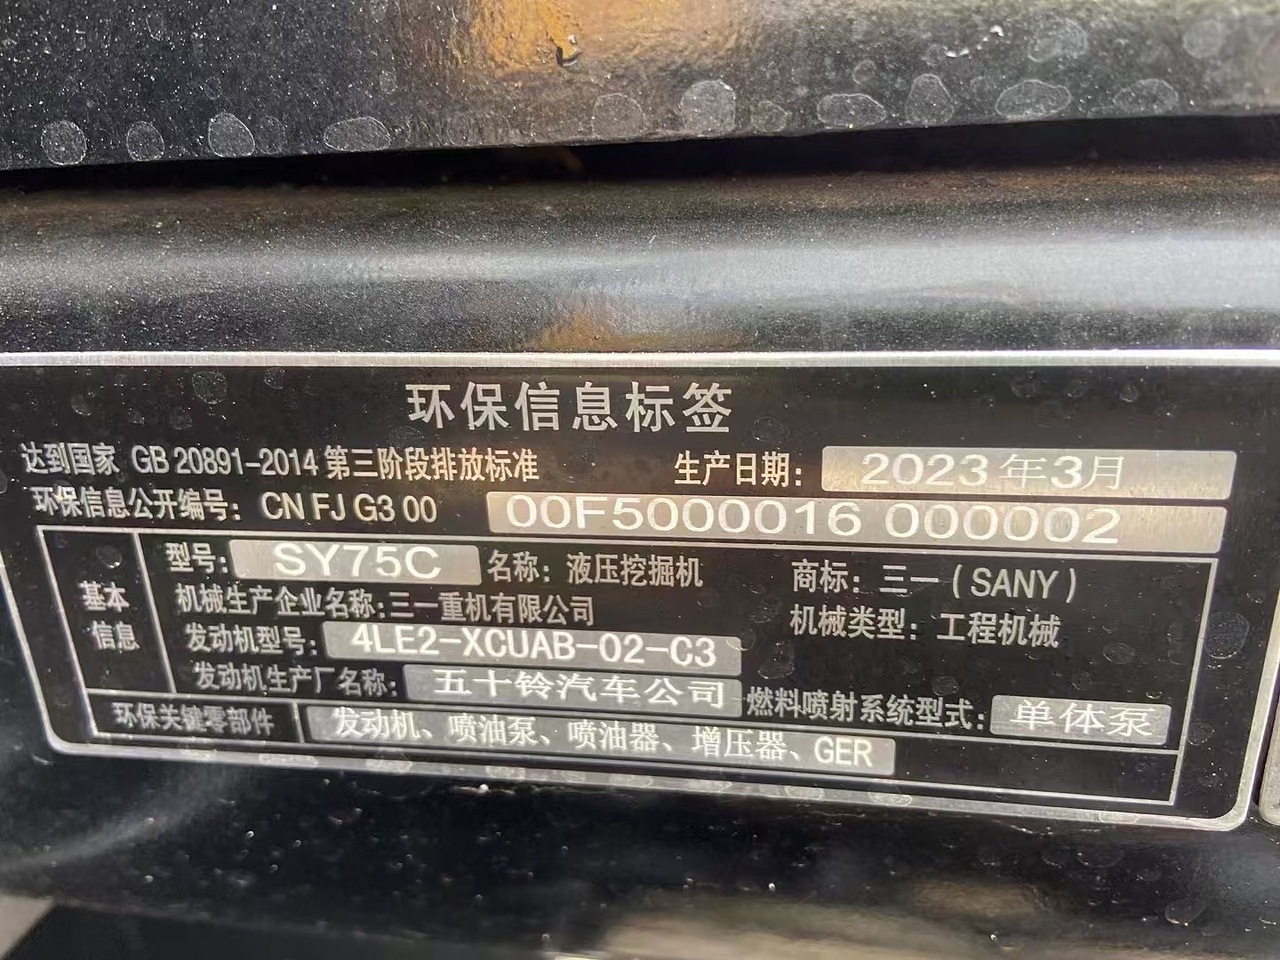 环保信息标签
达到国家 GB 20891-2014 第三阶段排放标准 生产日期: 2023年3月
环保信息公开编号: CN FJ G3 00 00F5000016 000002
基本信息
型号: SY75C 名称: 液压挖掘机 商标: 三一(SANY)
机械生产企业名称:三一重机有限公司 机械类型: 工程机械
发动机型号: 4LE2-XCUAB-02-C3
发动机生产厂名称: 五十铃汽车公司 燃料喷射系统型式: 单体泵
环保关键零部件 发动机、喷油泵、喷油器、增压器、GER